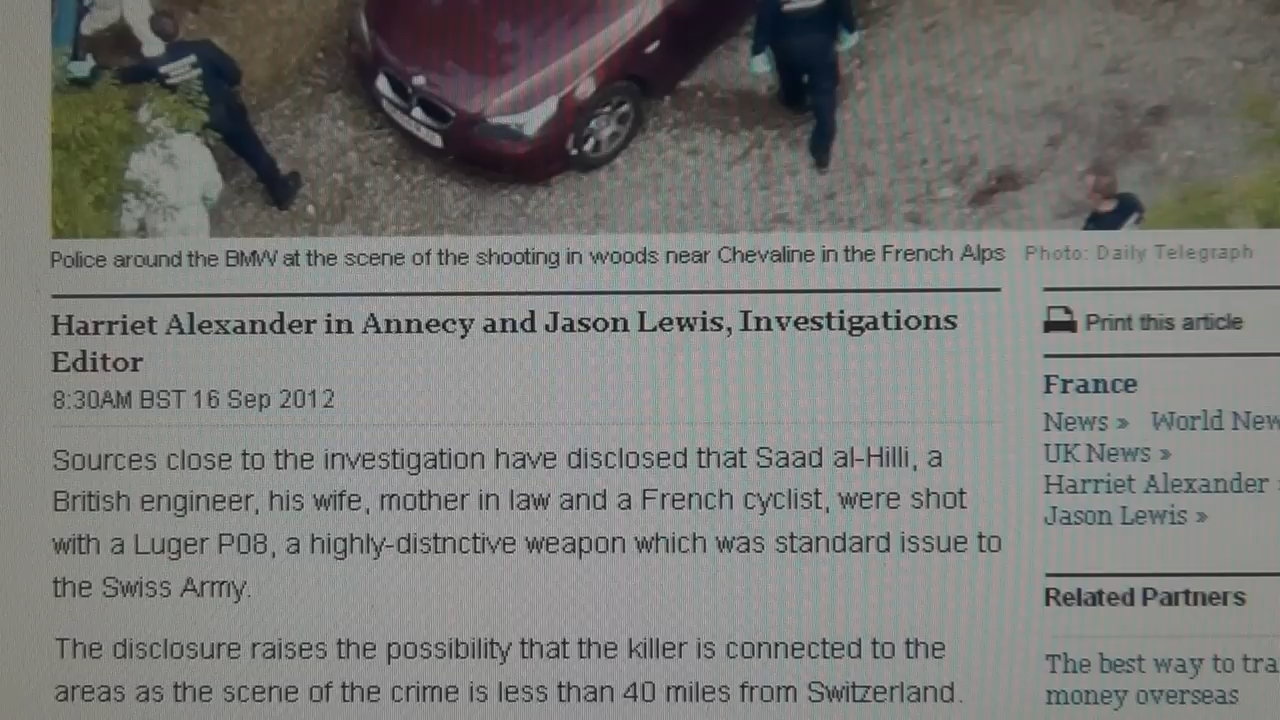 Police around the BMW at the scene of the shooting in woods near Chevaline in the French Alps Photo: Daily Telegraph
Harriet Alexander in Annecy and Jason Lewis, Investigations
Editor
8:30AM BST 16 Sep 2012
Sources close to the investigation have disclosed that Saad al-Hilli, a
British engineer, his wife, mother in law and a French cyclist, were shot
with a Luger P08, a highly-distnctive weapon which was standard issue to
the Swiss Army.
The disclosure raises the possibility that the killer is connected to the
areas as the scene of the crime is less than 40 miles from Switzerland.
Print this article
France
News » World New
UK News »
Harriet Alexander
Jason Lewis »
Related Partners
The best way to tra
money overseas